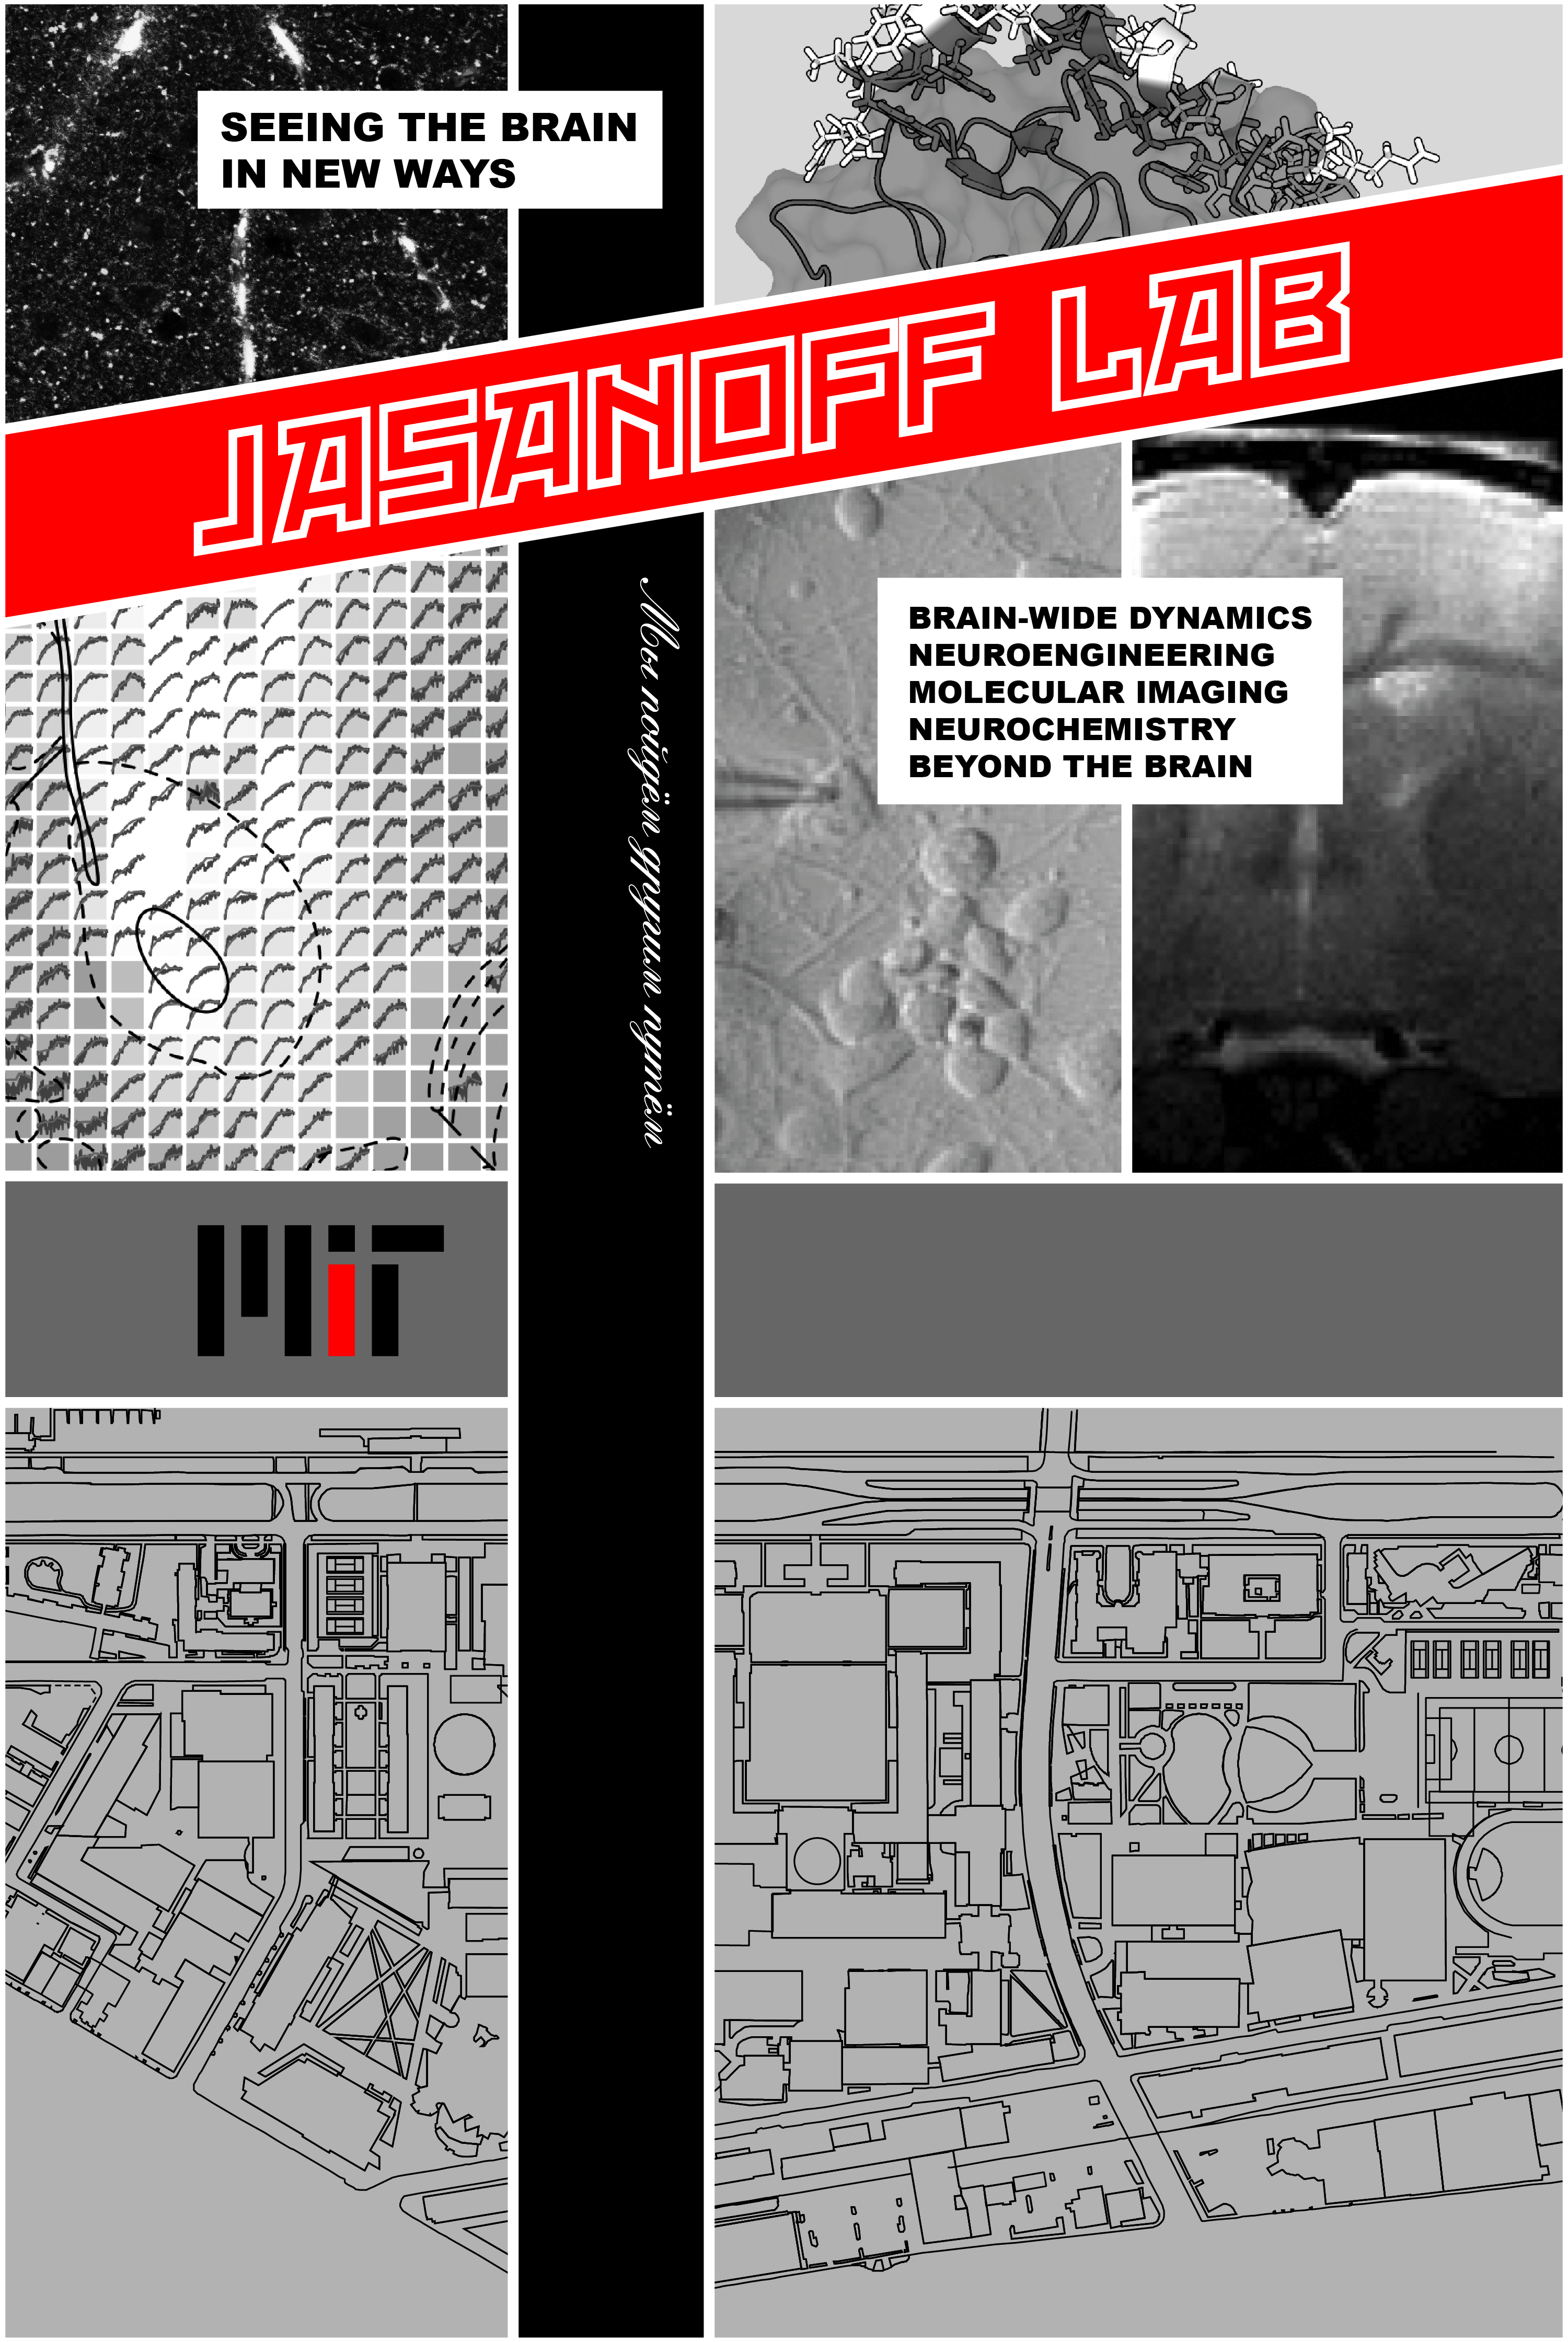 SEEING THE BRAIN
IN NEW WAYS
JASANOFF LAB
Мы пойдём другим путём
BRAIN-WIDE DYNAMICS
NEUROENGINEERING
MOLECULAR IMAGING
NEUROCHEMISTRY
BEYOND THE BRAIN
MiT